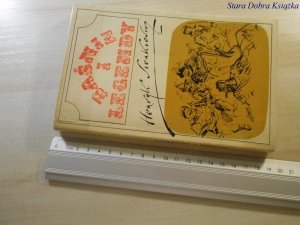 Stara Dobra Książka
BAŚNIE
I
LEGENDY
Henryk Sienkiewicz